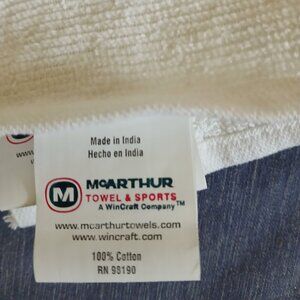 Made in India
Hecho en India
M
McARTHUR
TOWEL & SPORTS
A WinCraft Company™
www.mcarthurtowels.com
www.wincraft.com
100% Cotton
RN 98190
www